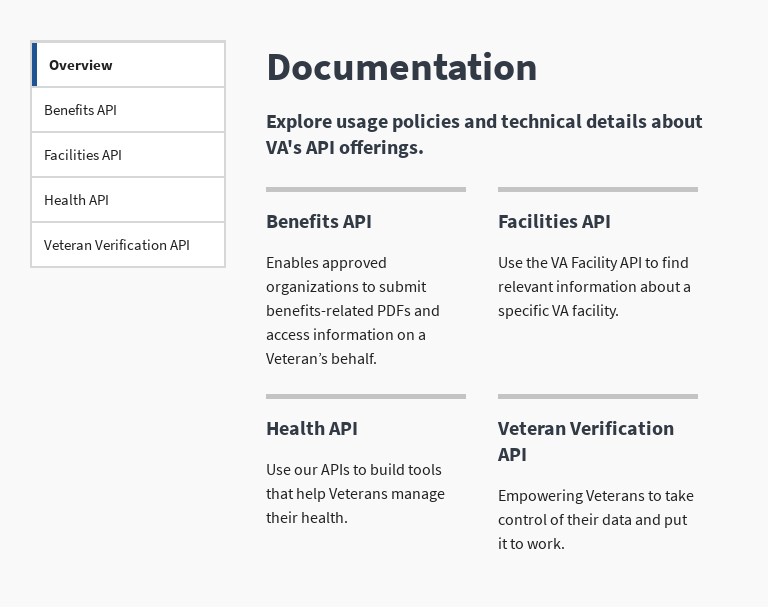 Overview
Benefits API
Facilities API
Health API
Veteran Verification API
Documentation
Explore usage policies and technical details about
VA's API offerings.
Benefits API
Enables approved
organizations to submit
benefits-related PDFs and
access information on a
Veteran’s behalf.
Facilities API
Use the VA Facility API to find
relevant information about a
specific VA facility.
Health API
Use our APIs to build tools
that help Veterans manage
their health.
Veteran Verification
API
Empowering Veterans to take
control of their data and put
it to work.